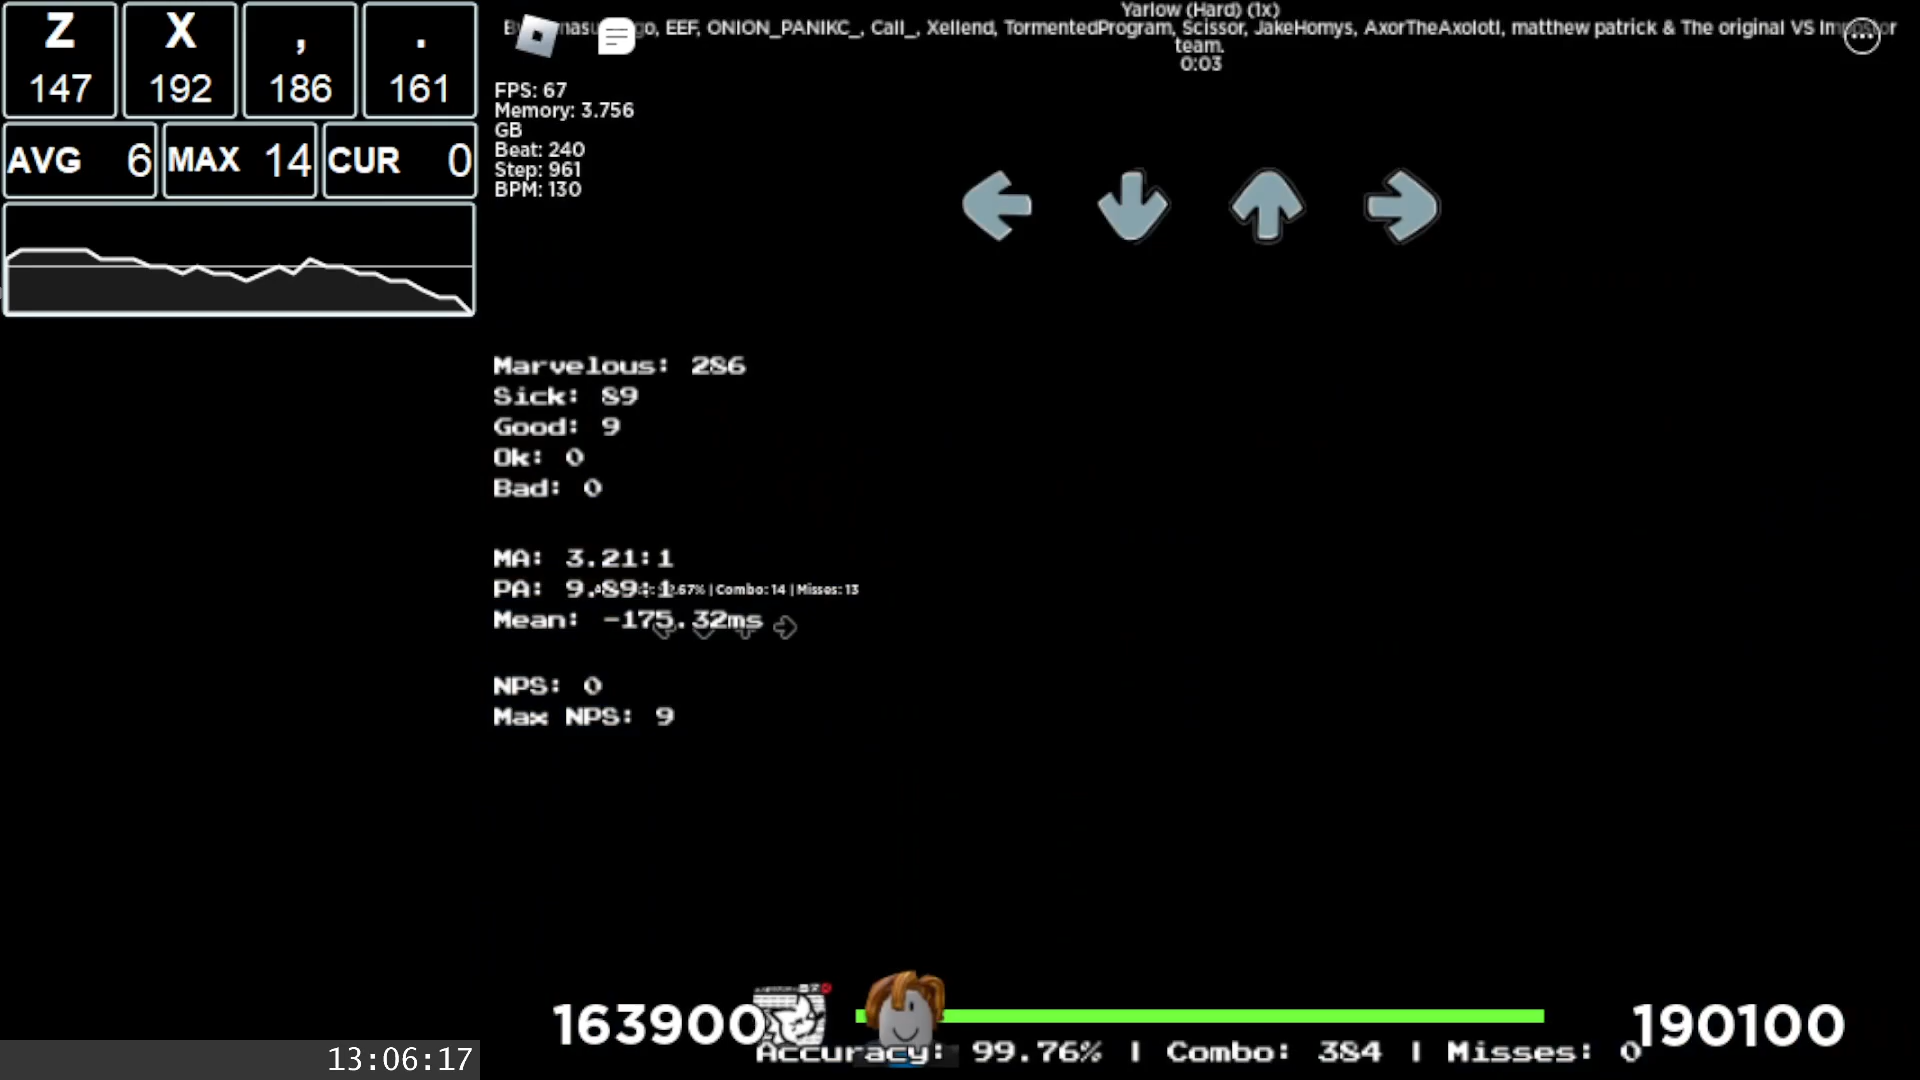 Z X , .
147 192 186 161
AVG 6 MAX 14 CUR 0
Yarlow (Hard) (1x)
EEF, ONION_PANIKC_, Call_, Xellend, TormentedProgram, Scissor, JakeHomys, AxorTheAxolotl, matthew patrick & The original VS Impostor
team.
0:03
FPS: 67
Memory: 3.756
GB
Beat: 240
Step: 961
BPM: 130
Marvelous: 286
Sick: 89
Good: 9
Ok: 0
Bad: 0
MA: 3.21:1
PA: 9.89:1
.67% | Combo: 14 | Misses: 13
Mean: -175.32ms
NPS: 0
Max NPS: 9
163900
190100
Accuracy: 99.76% | Combo: 384 | Misses: 0
13:06:17